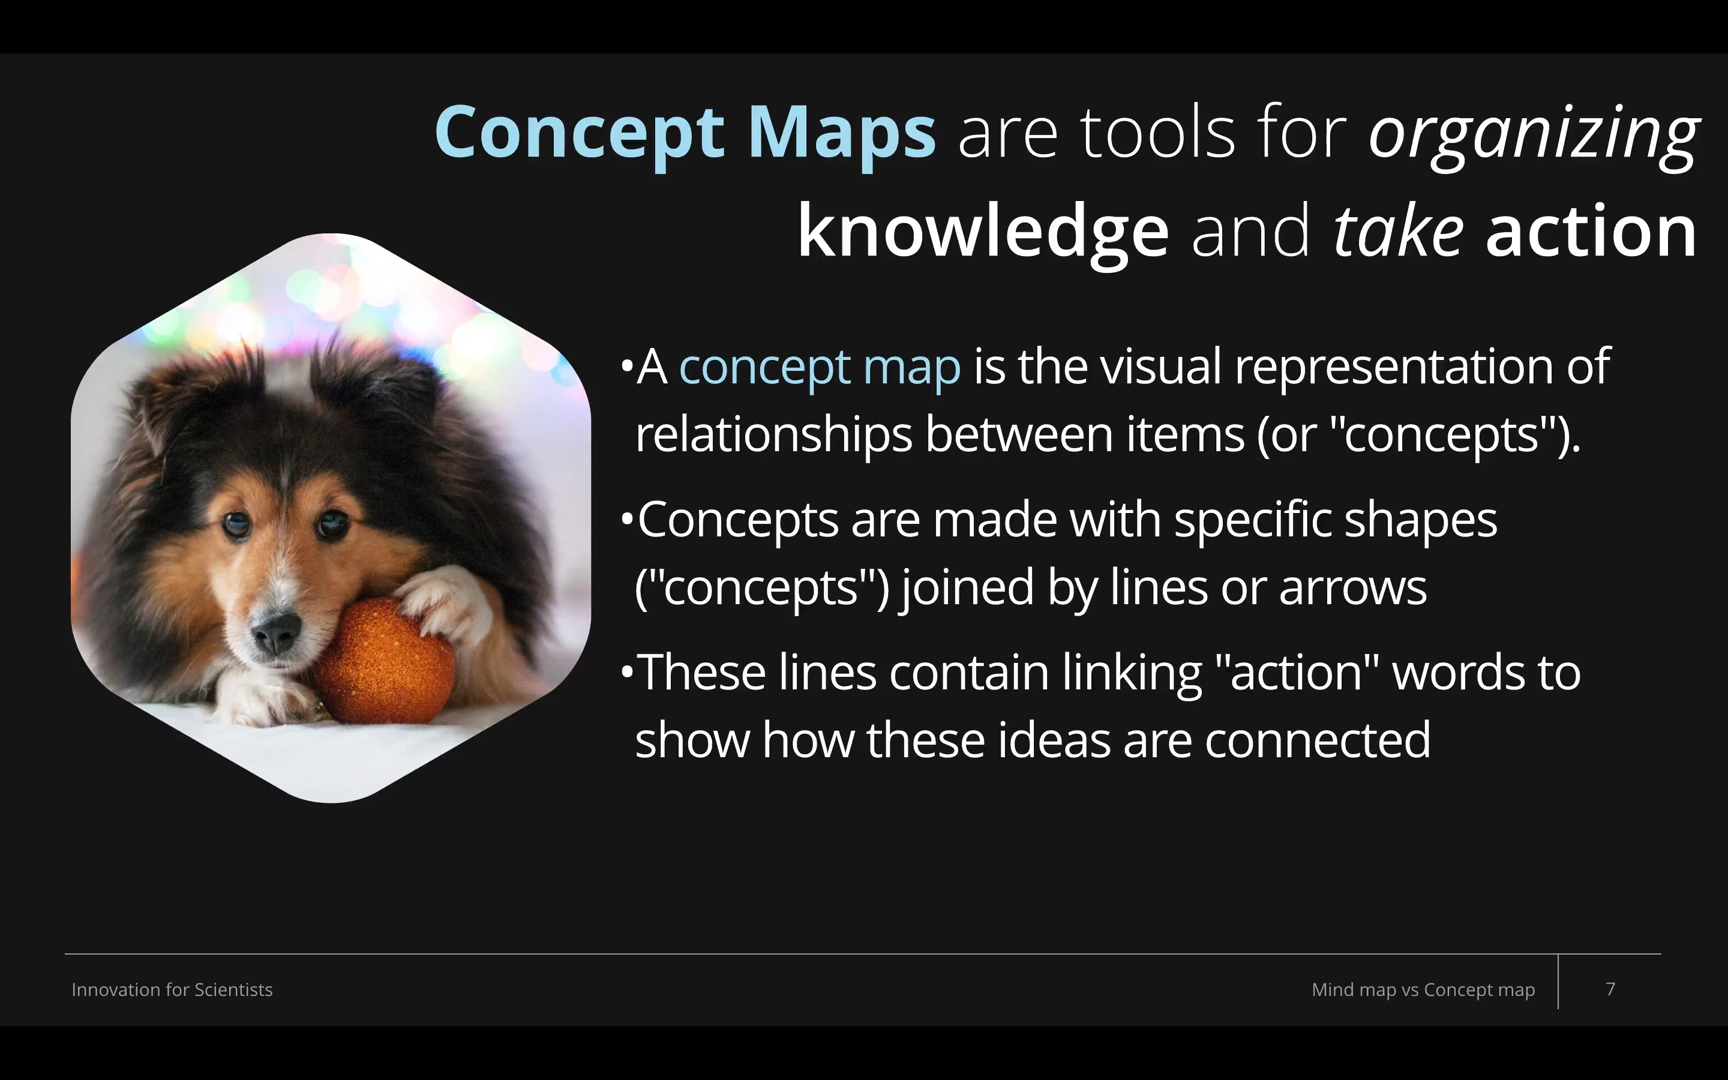 Concept Maps are tools for organizing
knowledge and take action
•A concept map is the visual representation of
relationships between items (or "concepts").
•Concepts are made with specific shapes
("concepts") joined by lines or arrows
•These lines contain linking "action" words to
show how these ideas are connected
Innovation for Scientists
Mind map vs Concept map
7